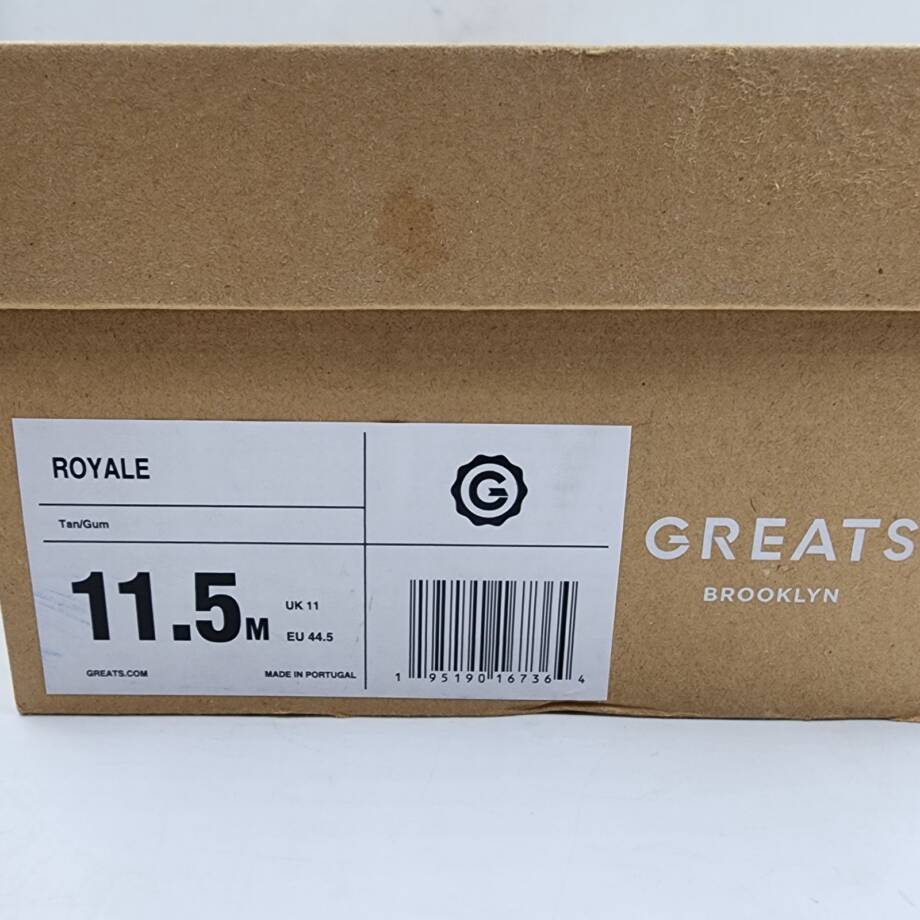 ROYALE
Tan/Gum
11.5M
UK 11
EU 44.5
GREATS.COM
MADE IN PORTUGAL
G
1 95190 16736 4
GREATS
BROOKLYN